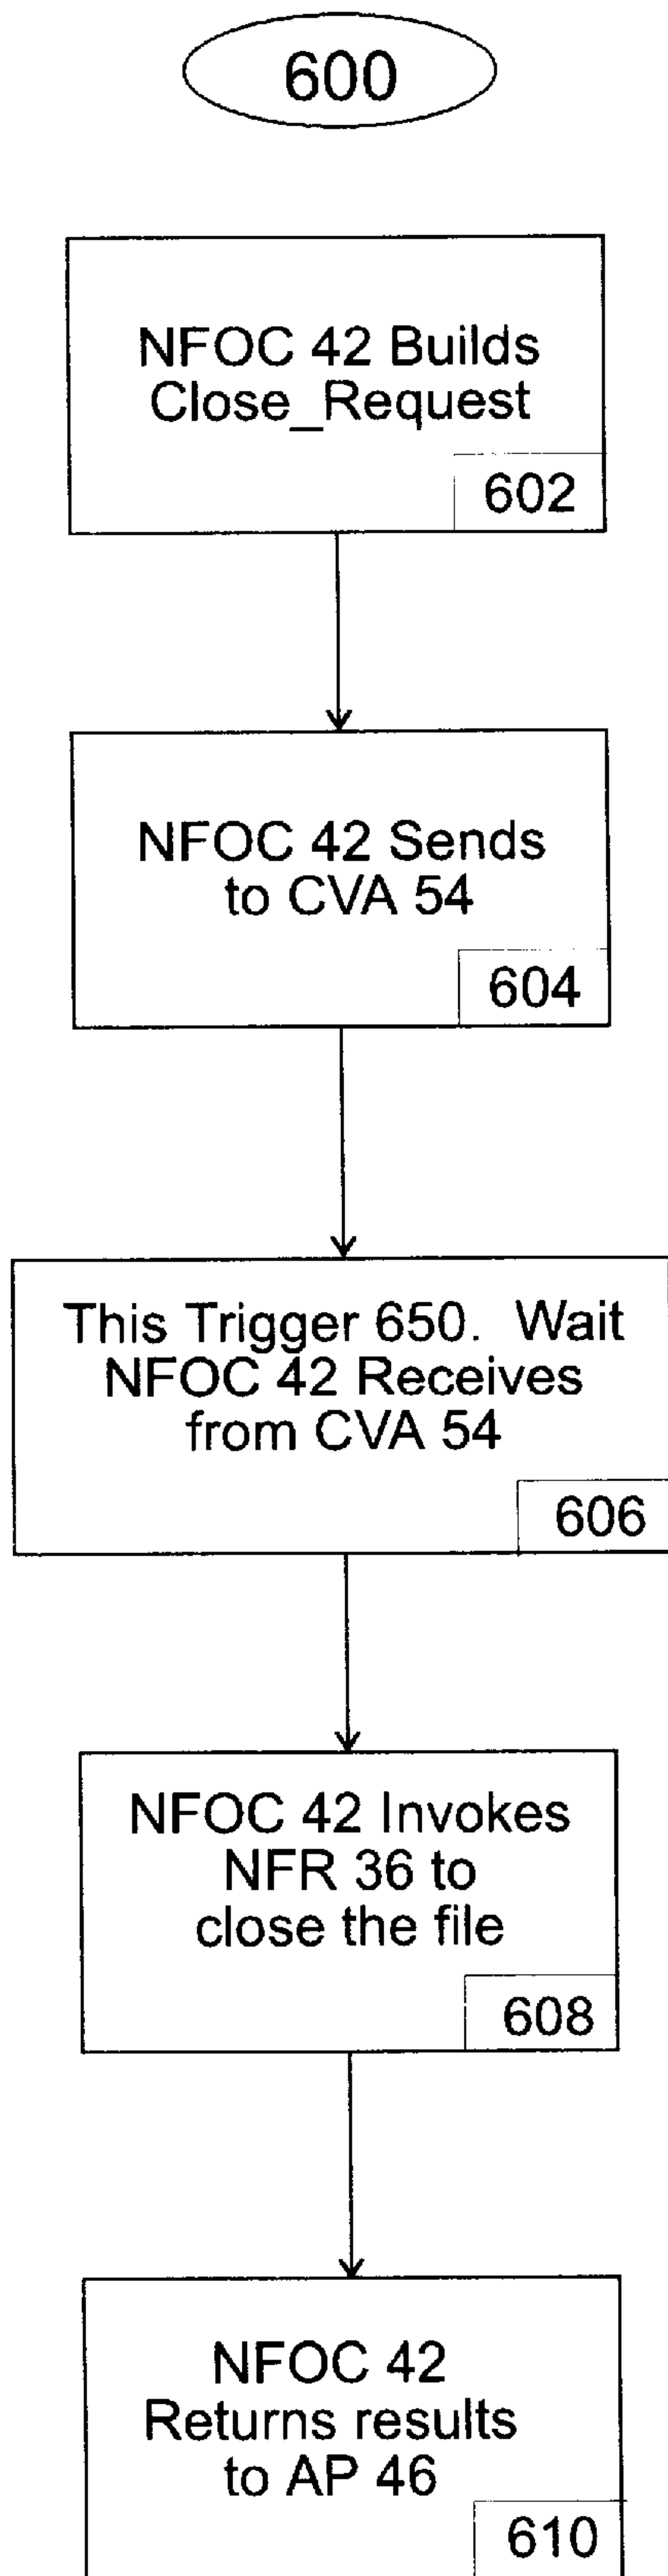 600
NFOC 42 Builds
Close_Request
602
NFOC 42 Sends
to CVA 54
604
This Trigger 650.  Wait
NFOC 42 Receives
from CVA 54
606
NFOC 42 Invokes
NFR 36 to
close the file
608
NFOC 42
Returns results
to AP 46
610